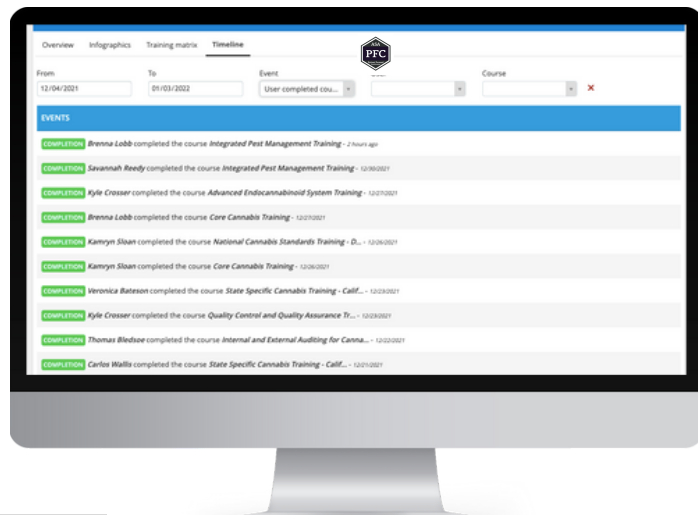 Overview Infographics Training matrix Timeline
ASA
PFC
From To Event Course
12/04/2021 01/03/2022 User completed cou...
EVENTS
COMPLETION Brenna Lobb completed the course Integrated Pest Management Training - 2 hours ago
COMPLETION Savannah Reedy completed the course Integrated Pest Management Training - 12/30/2021
COMPLETION Kyle Crosser completed the course Advanced Endocannabinoid System Training - 12/27/2021
COMPLETION Brenna Lobb completed the course Core Cannabis Training - 12/27/2021
COMPLETION Kamryn Sloan completed the course National Cannabis Standards Training - D... - 12/26/2021
COMPLETION Kamryn Sloan completed the course Core Cannabis Training - 12/26/2021
COMPLETION Veronica Bateson completed the course State Specific Cannabis Training - Calif... - 12/23/2021
COMPLETION Kyle Crosser completed the course Quality Control and Quality Assurance Tr... - 12/23/2021
COMPLETION Thomas Bledsoe completed the course Internal and External Auditing for Canna... - 12/22/2021
COMPLETION Carlos Wallis completed the course State Specific Cannabis Training - Calif... - 12/21/2021